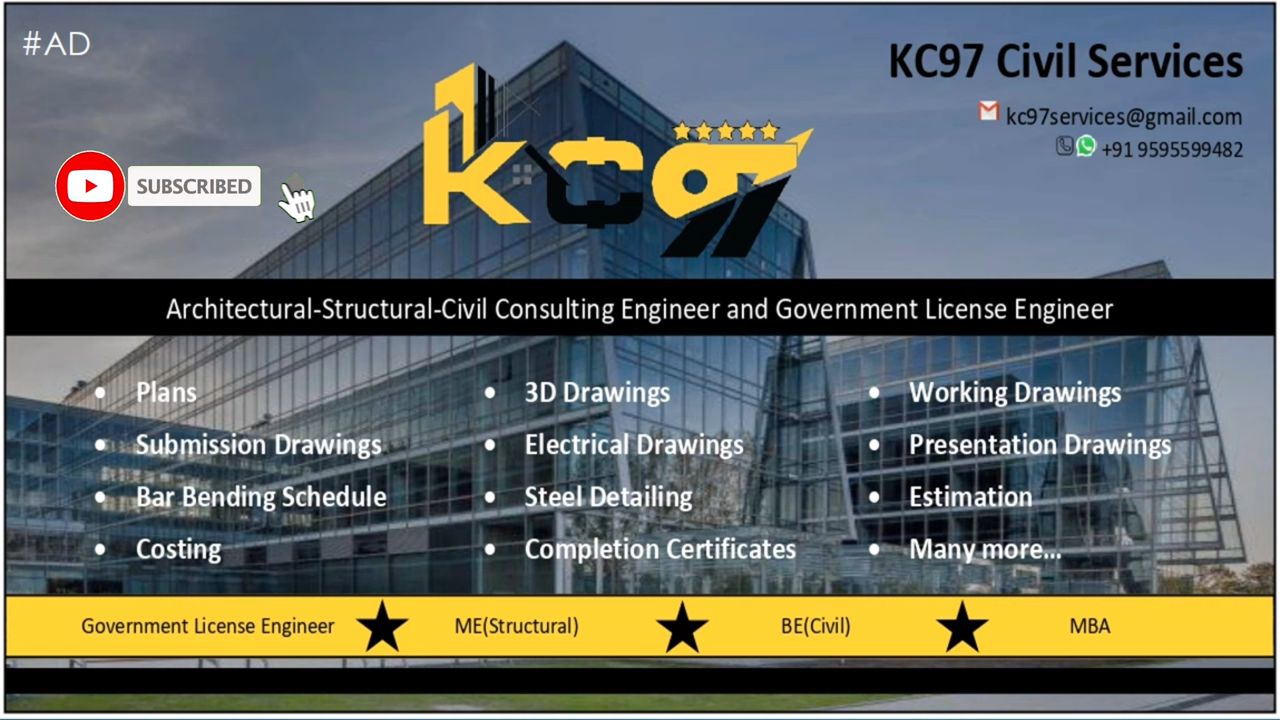 #AD
KC97 Civil Services
kc97services@gmail.com
+91 9595599482
SUBSCRIBED
kc97
Architectural-Structural-Civil Consulting Engineer and Government License Engineer
• Plans
• Submission Drawings
• Bar Bending Schedule
• Costing
• 3D Drawings
• Electrical Drawings
• Steel Detailing
• Completion Certificates
• Working Drawings
• Presentation Drawings
• Estimation
• Many more...
Government License Engineer ★ ME(Structural) ★ BE(Civil) ★ MBA